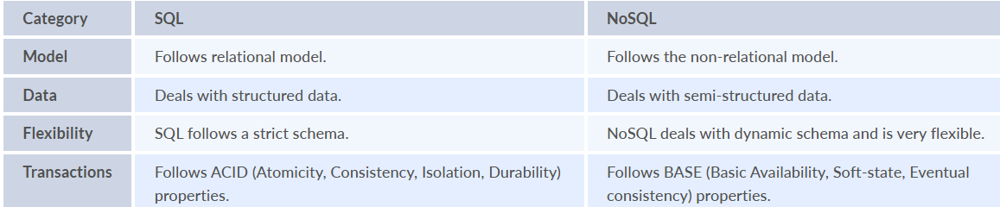 Category SQL NoSQL
Model Follows relational model. Follows the non-relational model.
Data Deals with structured data. Deals with semi-structured data.
Flexibility SQL follows a strict schema. NoSQL deals with dynamic schema and is very flexible.
Transactions Follows ACID (Atomicity, Consistency, Isolation, Durability) Follows BASE (Basic Availability, Soft-state, Eventual
properties. consistency) properties.